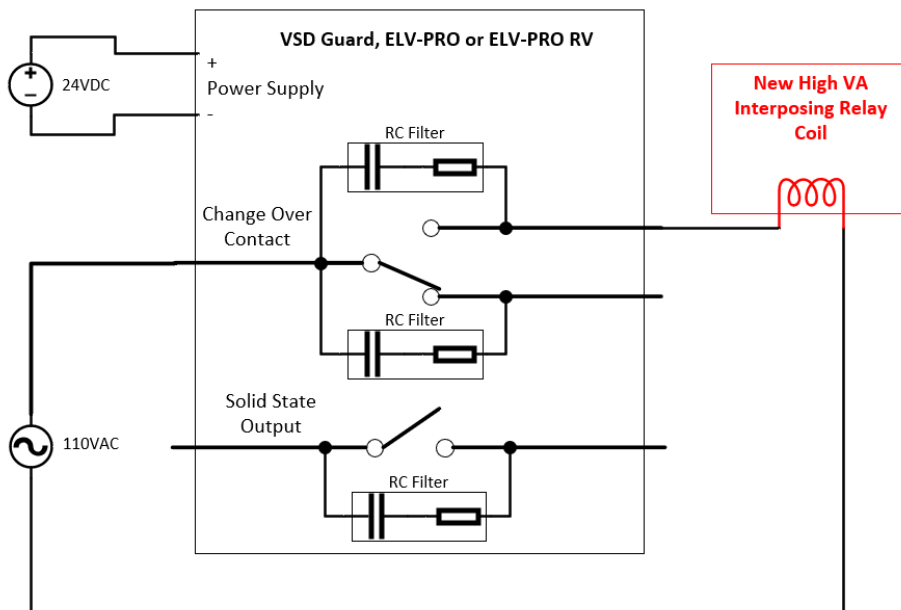 VSD Guard, ELV-PRO or ELV-PRO RV
+
24VDC
Power Supply
-
New High VA
Interposing Relay
Coil
RC Filter
Change Over
Contact
RC Filter
Solid State
Output
110VAC
RC Filter